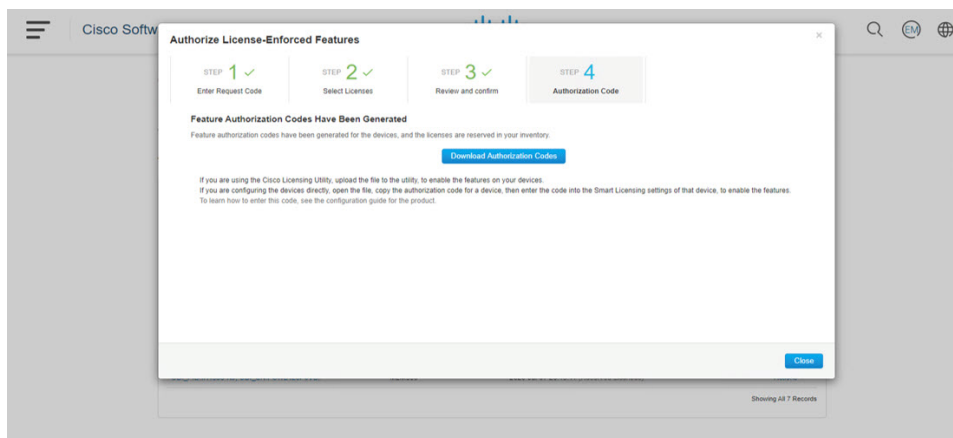 Cisco Softw
EM
Authorize License-Enforced Features
×
STEP 1 ✓
Enter Request Code
STEP 2 ✓
Select Licenses
STEP 3 ✓
Review and confirm
STEP 4
Authorization Code
Feature Authorization Codes Have Been Generated
Feature authorization codes have been generated for the devices, and the licenses are reserved in your inventory.
Download Authorization Codes
If you are using the Cisco Licensing Utility, upload the file to the utility, to enable the features on your devices.
If you are configuring the devices directly, open the file, copy the authorization code for a device, then enter the code into the Smart Licensing settings of that device, to enable the features.
To learn how to enter this code, see the configuration guide for the product.
Close
Showing All 7 Records